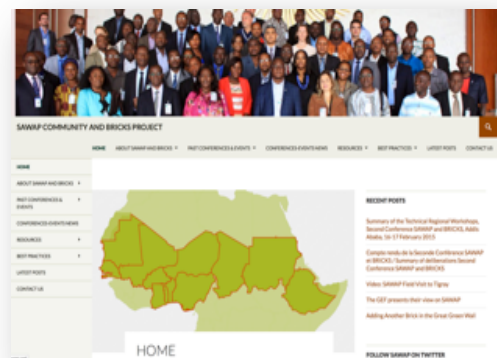 SAWAP COMMUNITY AND BRICKS PROJECT
HOME ABOUT SAWAP AND BRICKS PAST CONFERENCES & EVENTS CONFERENCES-EVENTS NEWS RESOURCES BEST PRACTICES LATEST POSTS CONTACT US
HOME
ABOUT SAWAP AND BRICKS
PAST CONFERENCES &
EVENTS
CONFERENCES-EVENTS NEWS
RESOURCES
BEST PRACTICES
LATEST POSTS
CONTACT US
HOME
RECENT POSTS
Summary of the Technical Regional Workshops,
Second Conference SAWAP and BRICKS, Addis
Ababa, 16-17 February 2015
Compte rendu de la Seconde Conférence SAWAP
et BRICKS / Summary of deliberations Second
Conference SAWAP and BRICKS
Video: SAWAP Field Visit to Tigray
The GEF presents their view on SAWAP
Adding Another Brick in the Great Green Wall
FOLLOW SAWAP ON TWITTER